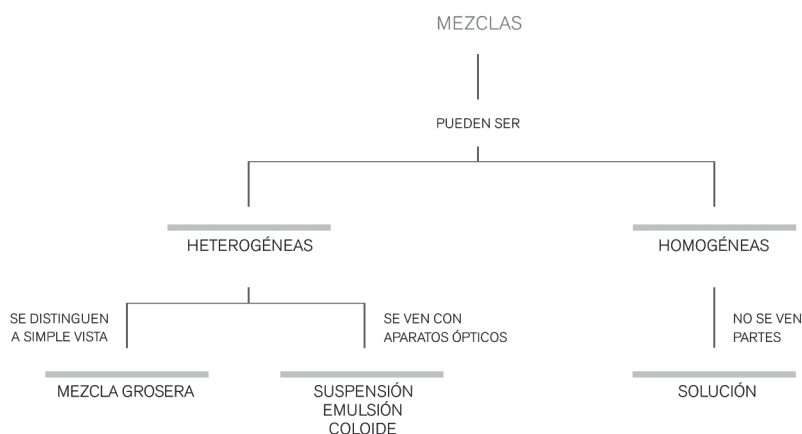 MEZCLAS
PUEDEN SER
HETEROGÉNEAS
HOMOGÉNEAS
SE DISTINGUEN
A SIMPLE VISTA
SE VEN CON
APARATOS ÓPTICOS
NO SE VEN
PARTES
MEZCLA GROSERA
SUSPENSIÓN
EMULSIÓN
COLOIDE
SOLUCIÓN